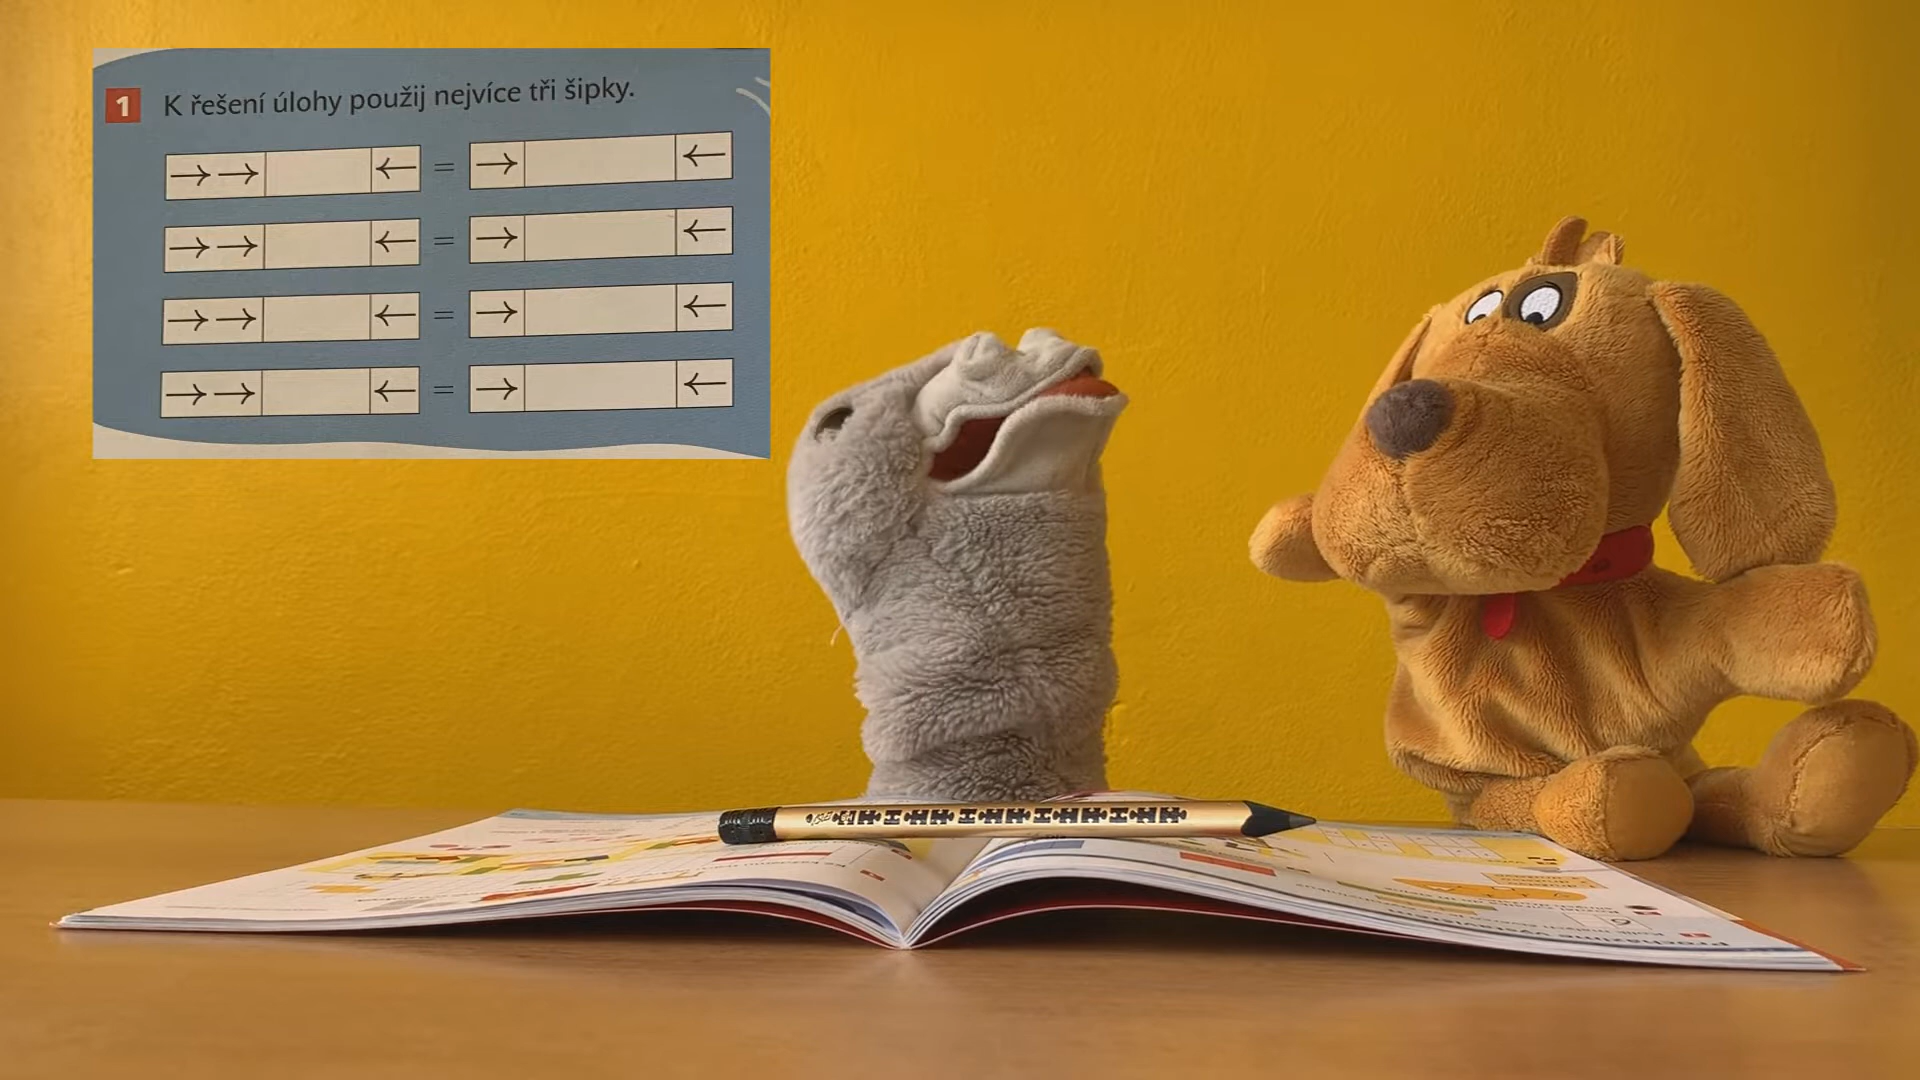 1 K řešení úlohy použij nejvíce tři šipky.
→ → ← = → ←
→ → ← = → ←
→ → ← = → ←
→ → ← = → ←